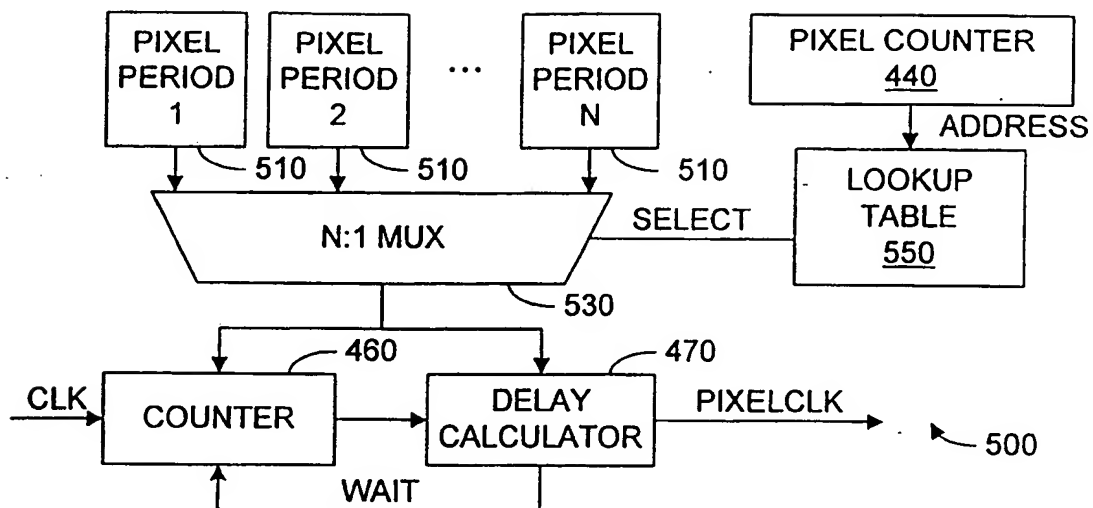 PIXEL PERIOD 1
PIXEL PERIOD 2
...
PIXEL PERIOD N
PIXEL COUNTER
440
ADDRESS
510
510
510
LOOKUP TABLE
550
SELECT
N:1 MUX
530
460
470
CLK
COUNTER
DELAY CALCULATOR
PIXELCLK
500
WAIT